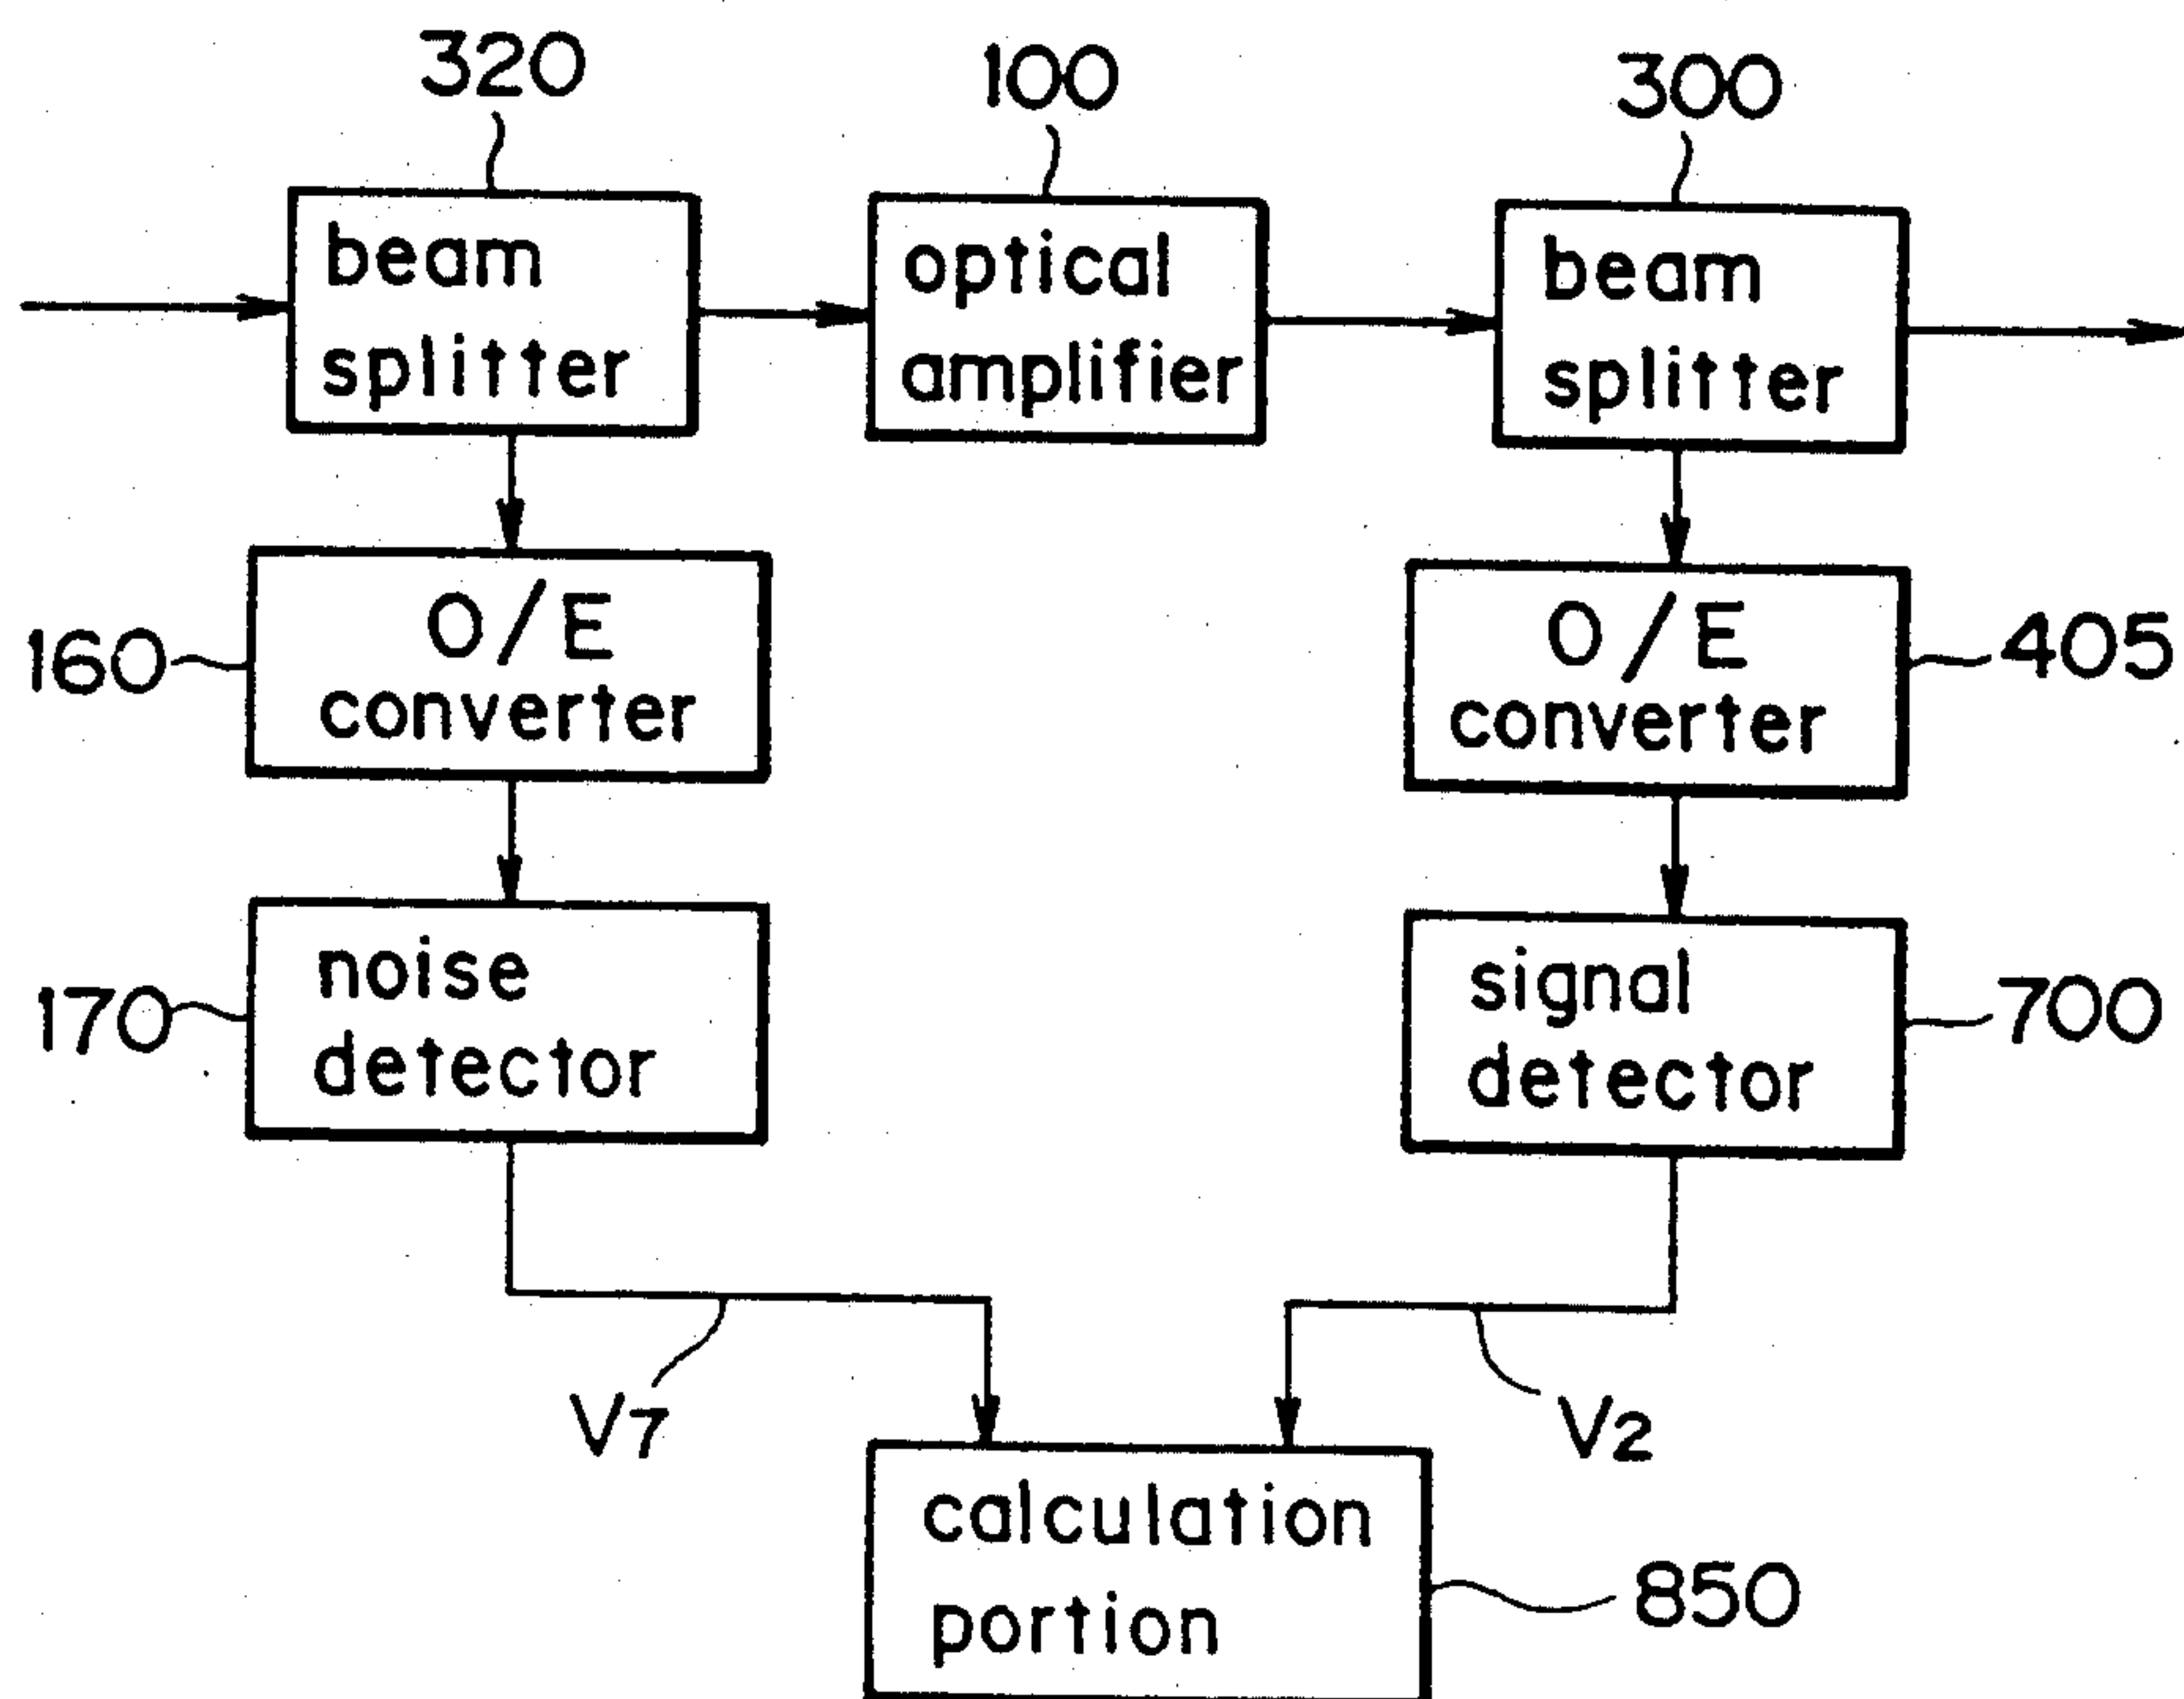 320
100
300
beam
splitter
optical
amplifier
beam
splitter
O/E
converter
160
O/E
converter
405
noise
detector
170
signal
detector
700
V7
V2
calculation
portion
850